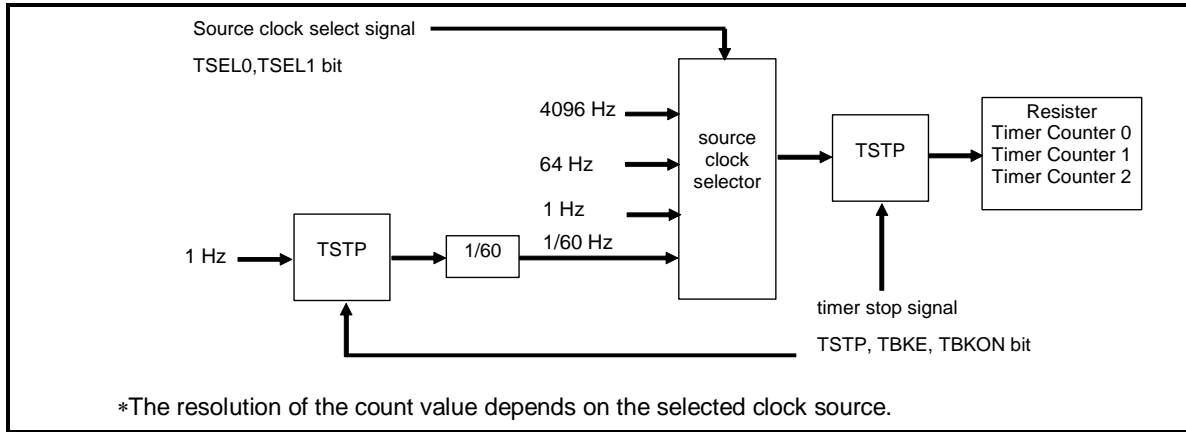 Source clock select signal
TSEL0,TSEL1 bit
4096 Hz
64 Hz
1 Hz
1/60 Hz
source
clock
selector
TSTP
Resister
Timer Counter 0
Timer Counter 1
Timer Counter 2
1 Hz
TSTP
1/60
timer stop signal
TSTP, TBKE, TBKON bit
*The resolution of the count value depends on the selected clock source.